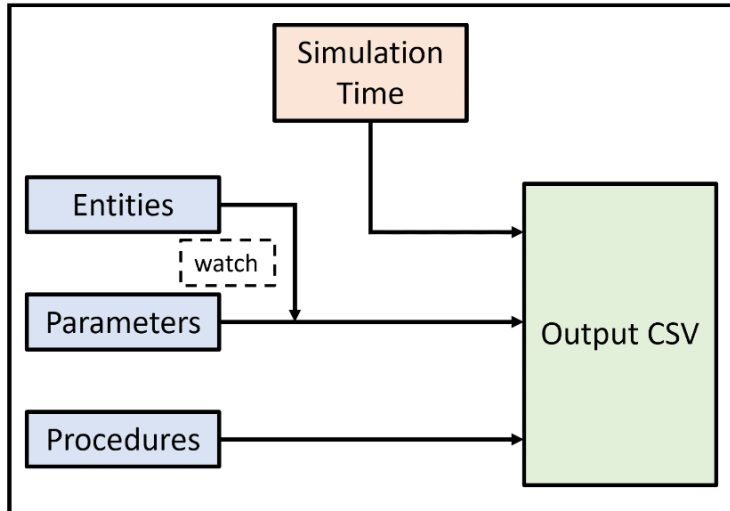 Simulation
Time
Entities
watch
Parameters
Output CSV
Procedures